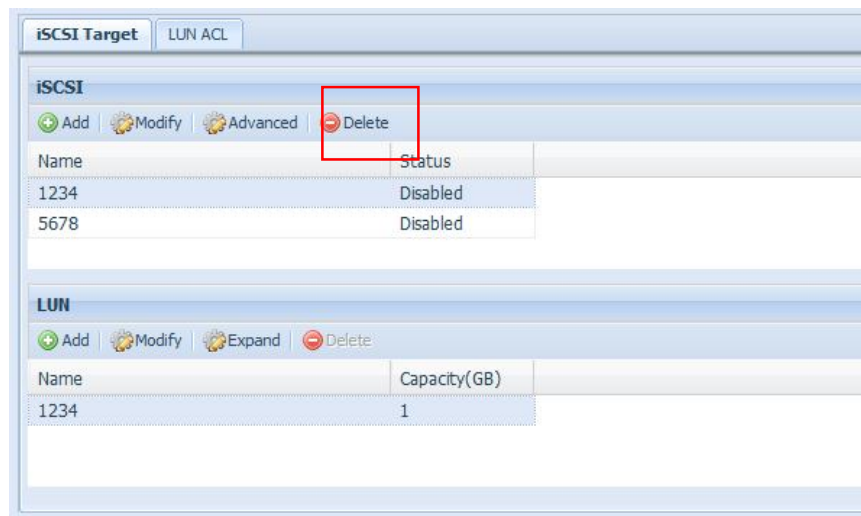 iSCSI Target LUN ACL
iSCSI
Add Modify Advanced Delete
Name Status
1234 Disabled
5678 Disabled
LUN
Add Modify Expand Delete
Name Capacity(GB)
1234 1